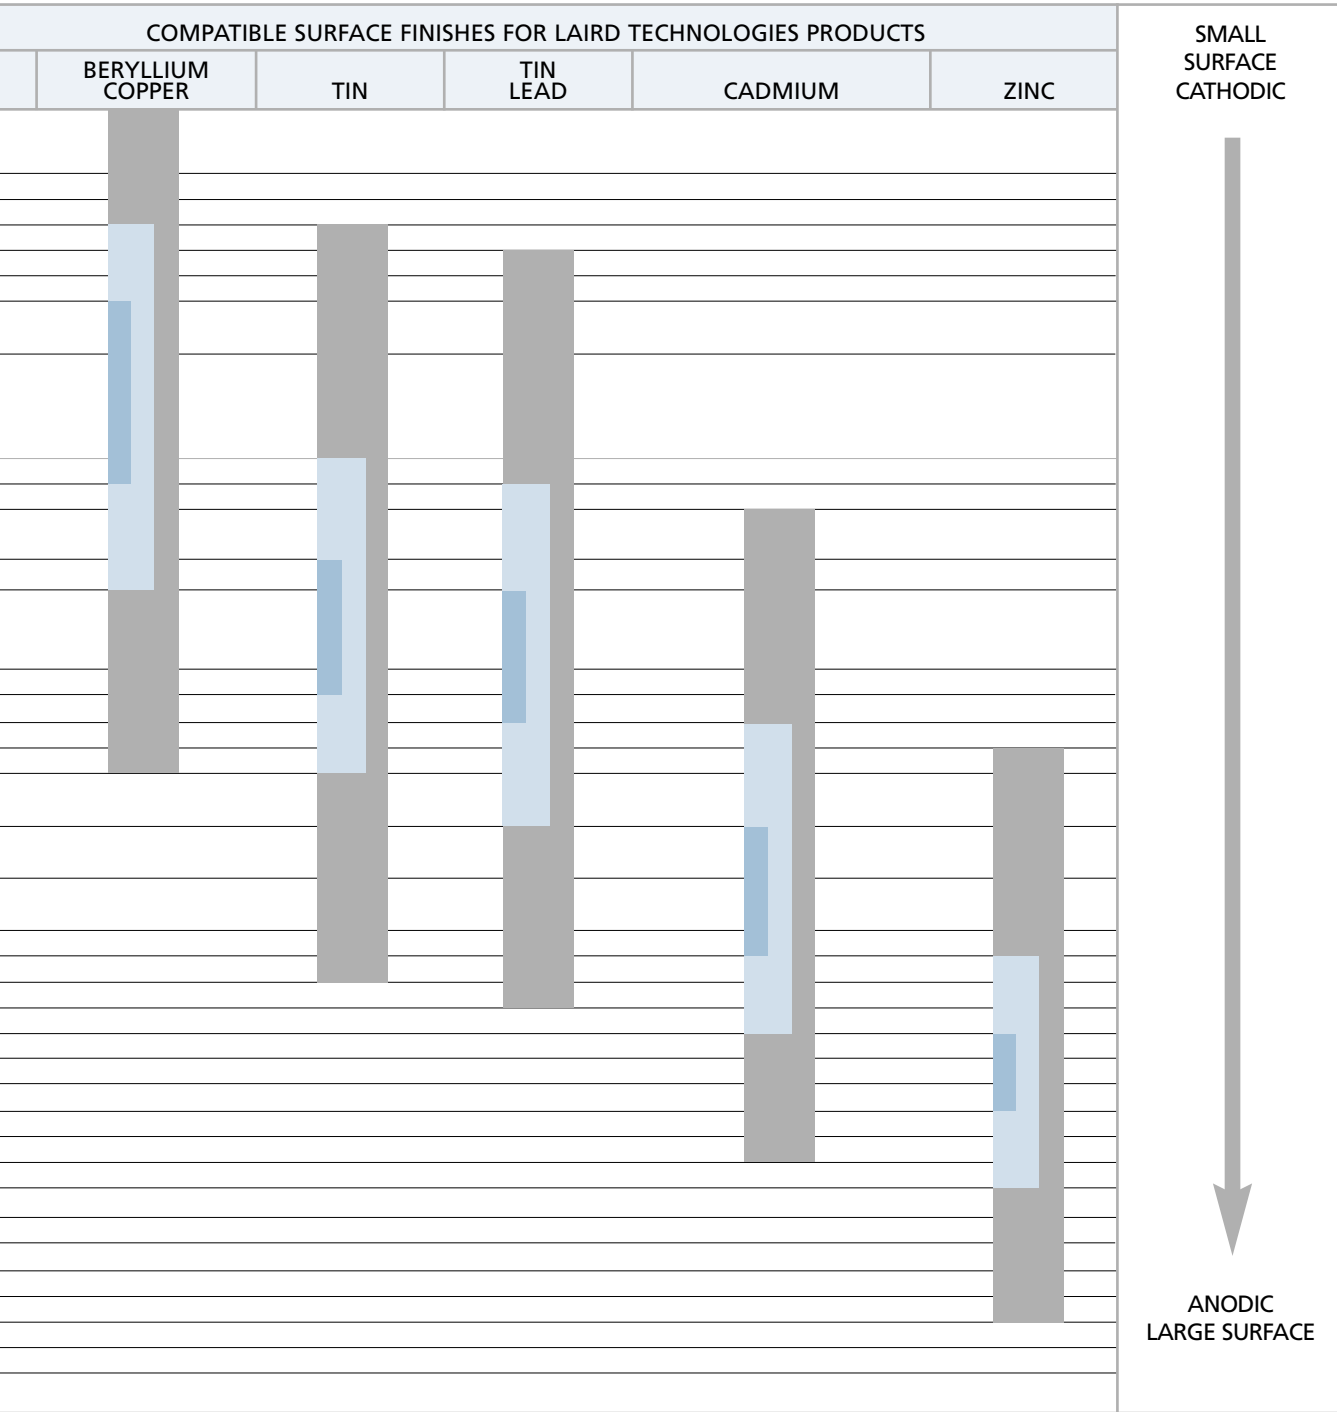 COMPATIBLE SURFACE FINISHES FOR LAIRD TECHNOLOGIES PRODUCTS
BERYLLIUM
COPPER
TIN
TIN
LEAD
CADMIUM
ZINC
SMALL
SURFACE
CATHODIC
ANODIC
LARGE SURFACE